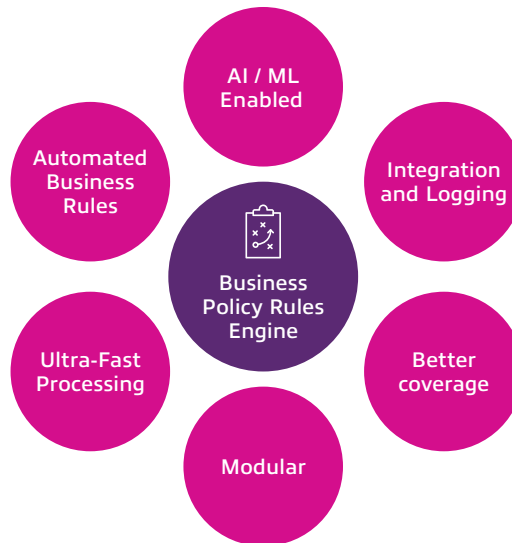 AI / ML
Enabled
Automated
Business
Rules
Integration
and Logging
Business
Policy Rules
Engine
Ultra-Fast
Processing
Better
coverage
Modular